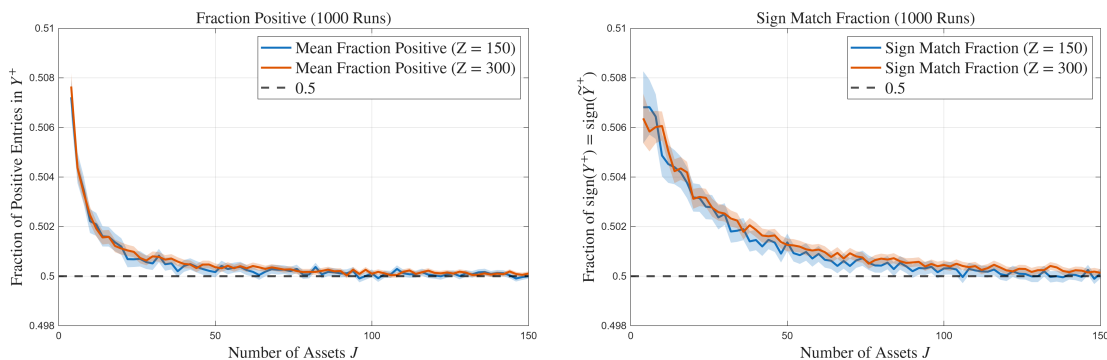 Fraction Positive (1000 Runs)
0.51
0.508
0.506
0.504
0.502
0.5
0.498
Fraction of Positive Entries in Y⁺
Mean Fraction Positive (Z = 150)
Mean Fraction Positive (Z = 300)
0.5
0
50
100
150
Number of Assets J
Sign Match Fraction (1000 Runs)
0.51
0.508
0.506
0.504
0.502
0.5
0.498
Fraction of sign(Y⁺) = sign(Ỹ⁺)
Sign Match Fraction (Z = 150)
Sign Match Fraction (Z = 300)
0.5
0
50
100
150
Number of Assets J